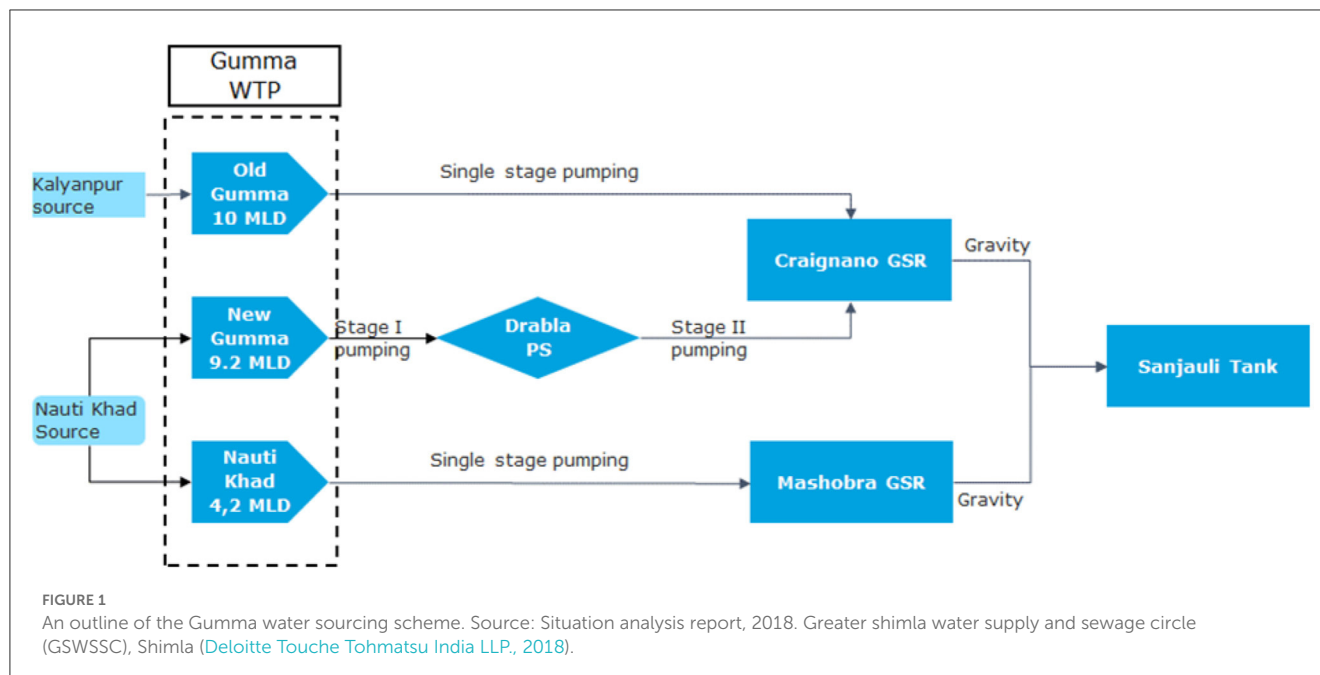 Gumma
WTP
Kalyanpur
source
Old
Gumma
10 MLD
Single stage pumping
Craignano GSR
Gravity
New
Gumma
9.2 MLD
Stage I
pumping
Drabla
PS
Stage II
pumping
Sanjauli Tank
Nauti Khad
Source
Nauti
Khad
4,2 MLD
Single stage pumping
Mashobra GSR
Gravity
FIGURE 1
An outline of the Gumma water sourcing scheme. Source: Situation analysis report, 2018. Greater shimla water supply and sewage circle
(GSWSSC), Shimla (Deloitte Touche Tohmatsu India LLP., 2018).